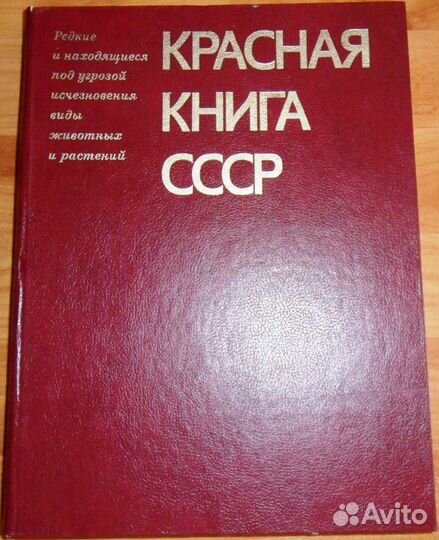 Редкие
и находящиеся
под угрозой
исчезновения
виды
животных
и растений
КРАСНАЯ
КНИГА
СССР
Avito